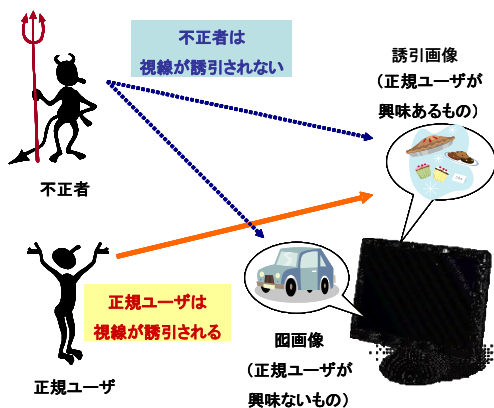 不正者は
視線が誘引されない
誘引画像
(正規ユーザが
興味あるもの)
不正者
正規ユーザは
視線が誘引される
正規ユーザ
囮画像
(正規ユーザが
興味ないもの)